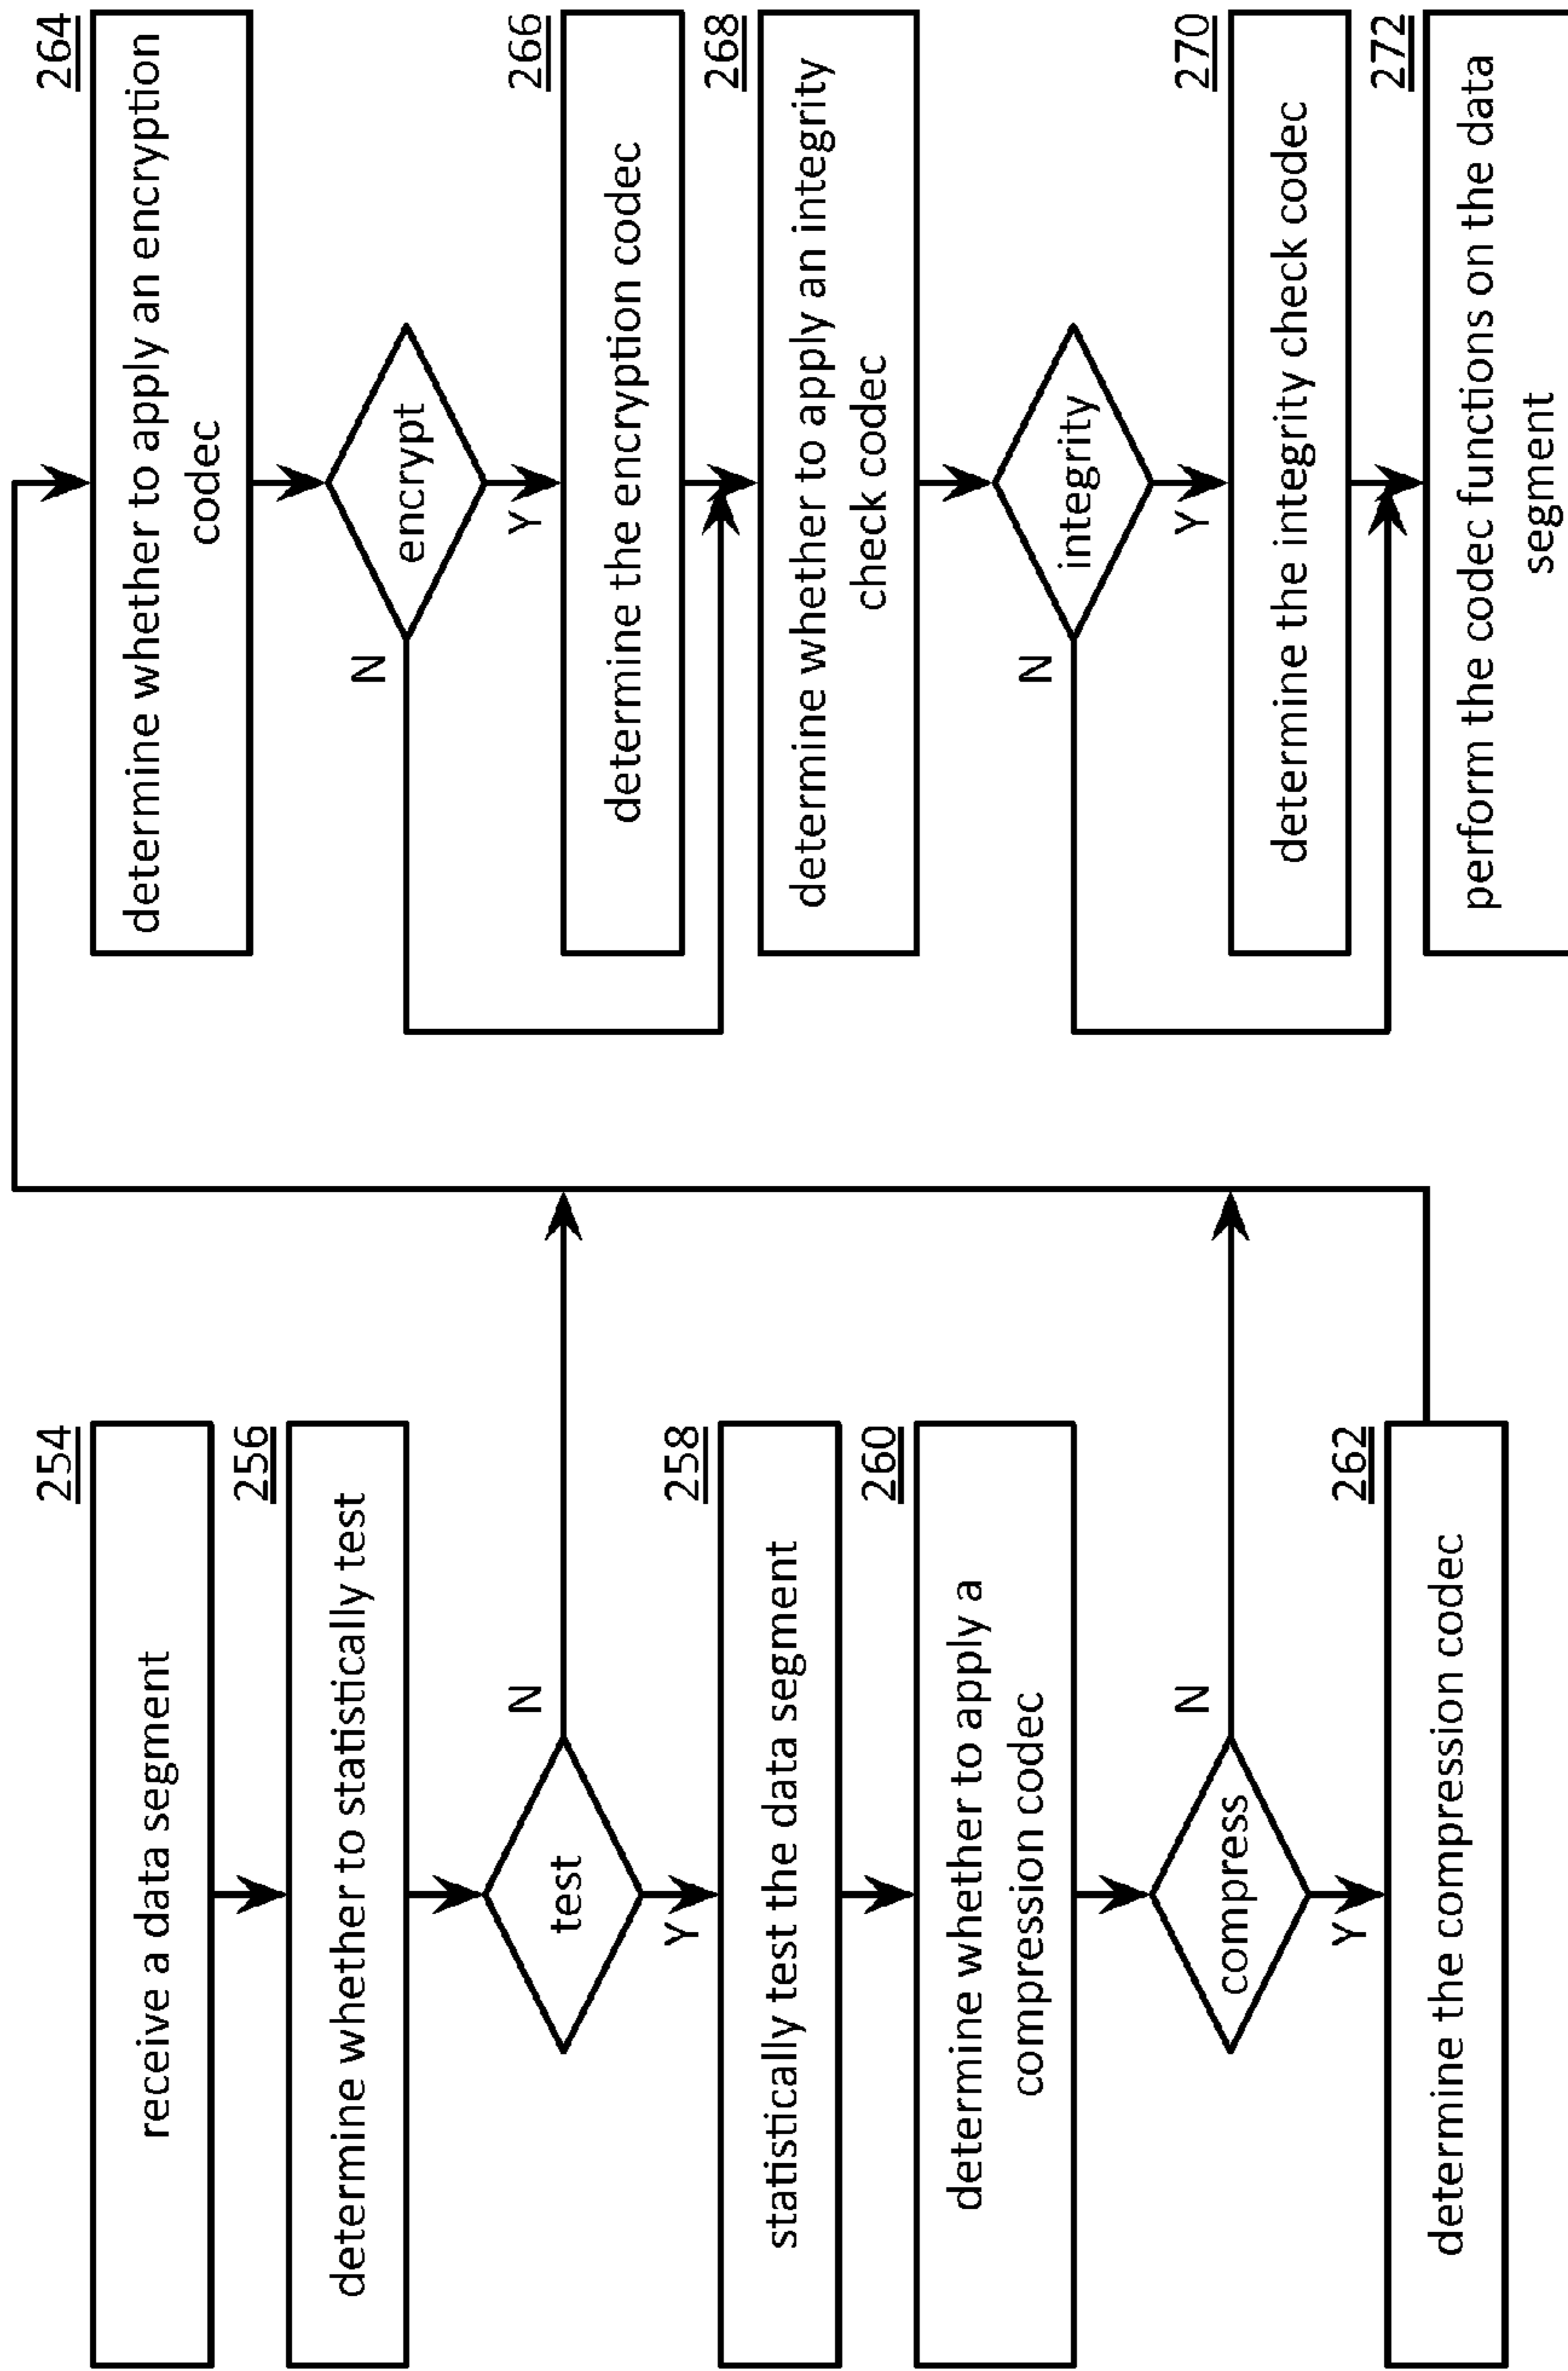 254
receive a data segment
256
determine whether to statistically test
test
N
Y
258
statistically test the data segment
260
determine whether to apply a
compression codec
compress
N
Y
262
determine the compression codec
264
determine whether to apply an encryption
codec
encrypt
N
Y
266
determine the encryption codec
268
determine whether to apply an integrity
check codec
integrity
N
Y
270
determine the integrity check codec
272
perform the codec functions on the data
segment